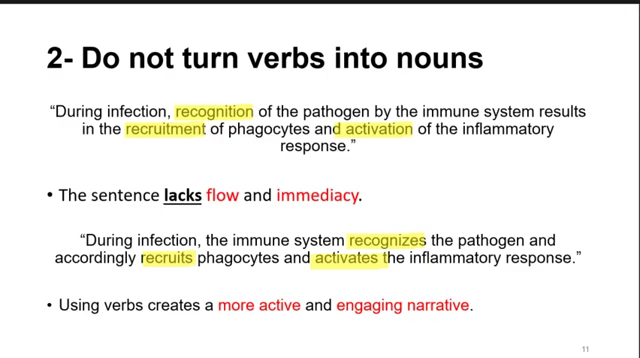 2- Do not turn verbs into nouns
“During infection, recognition of the pathogen by the immune system results
in the recruitment of phagocytes and activation of the inflammatory
response.”
• The sentence lacks flow and immediacy.
“During infection, the immune system recognizes the pathogen and
accordingly recruits phagocytes and activates the inflammatory response.”
• Using verbs creates a more active and engaging narrative.
11